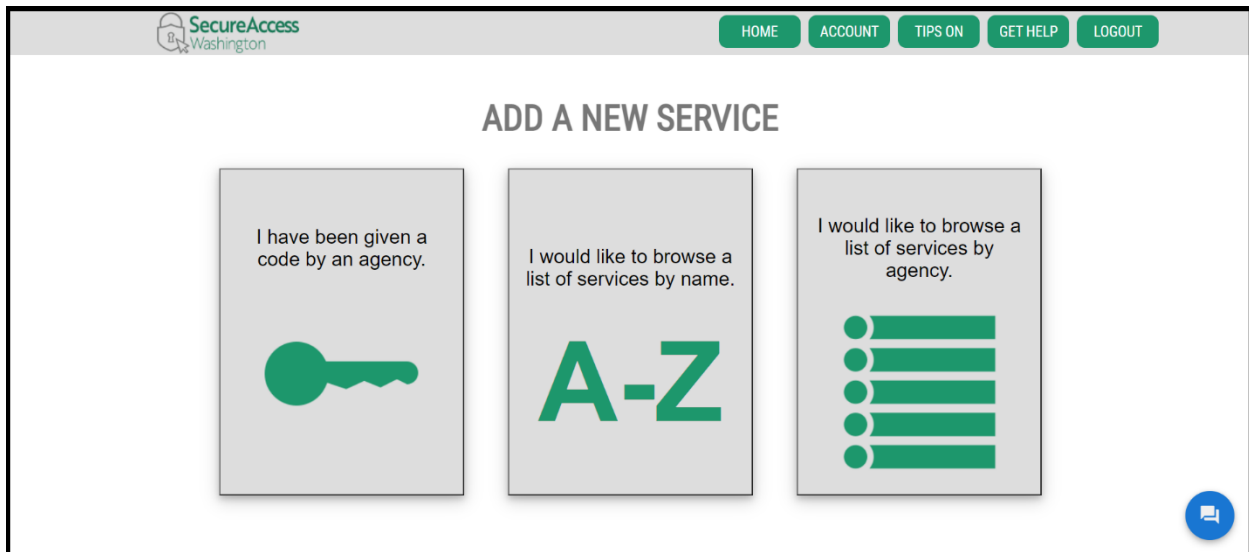 SecureAccess
Washington
HOME
ACCOUNT
TIPS ON
GET HELP
LOGOUT
ADD A NEW SERVICE
I have been given a
code by an agency.
I would like to browse a
list of services by name.
A-Z
I would like to browse a
list of services by
agency.